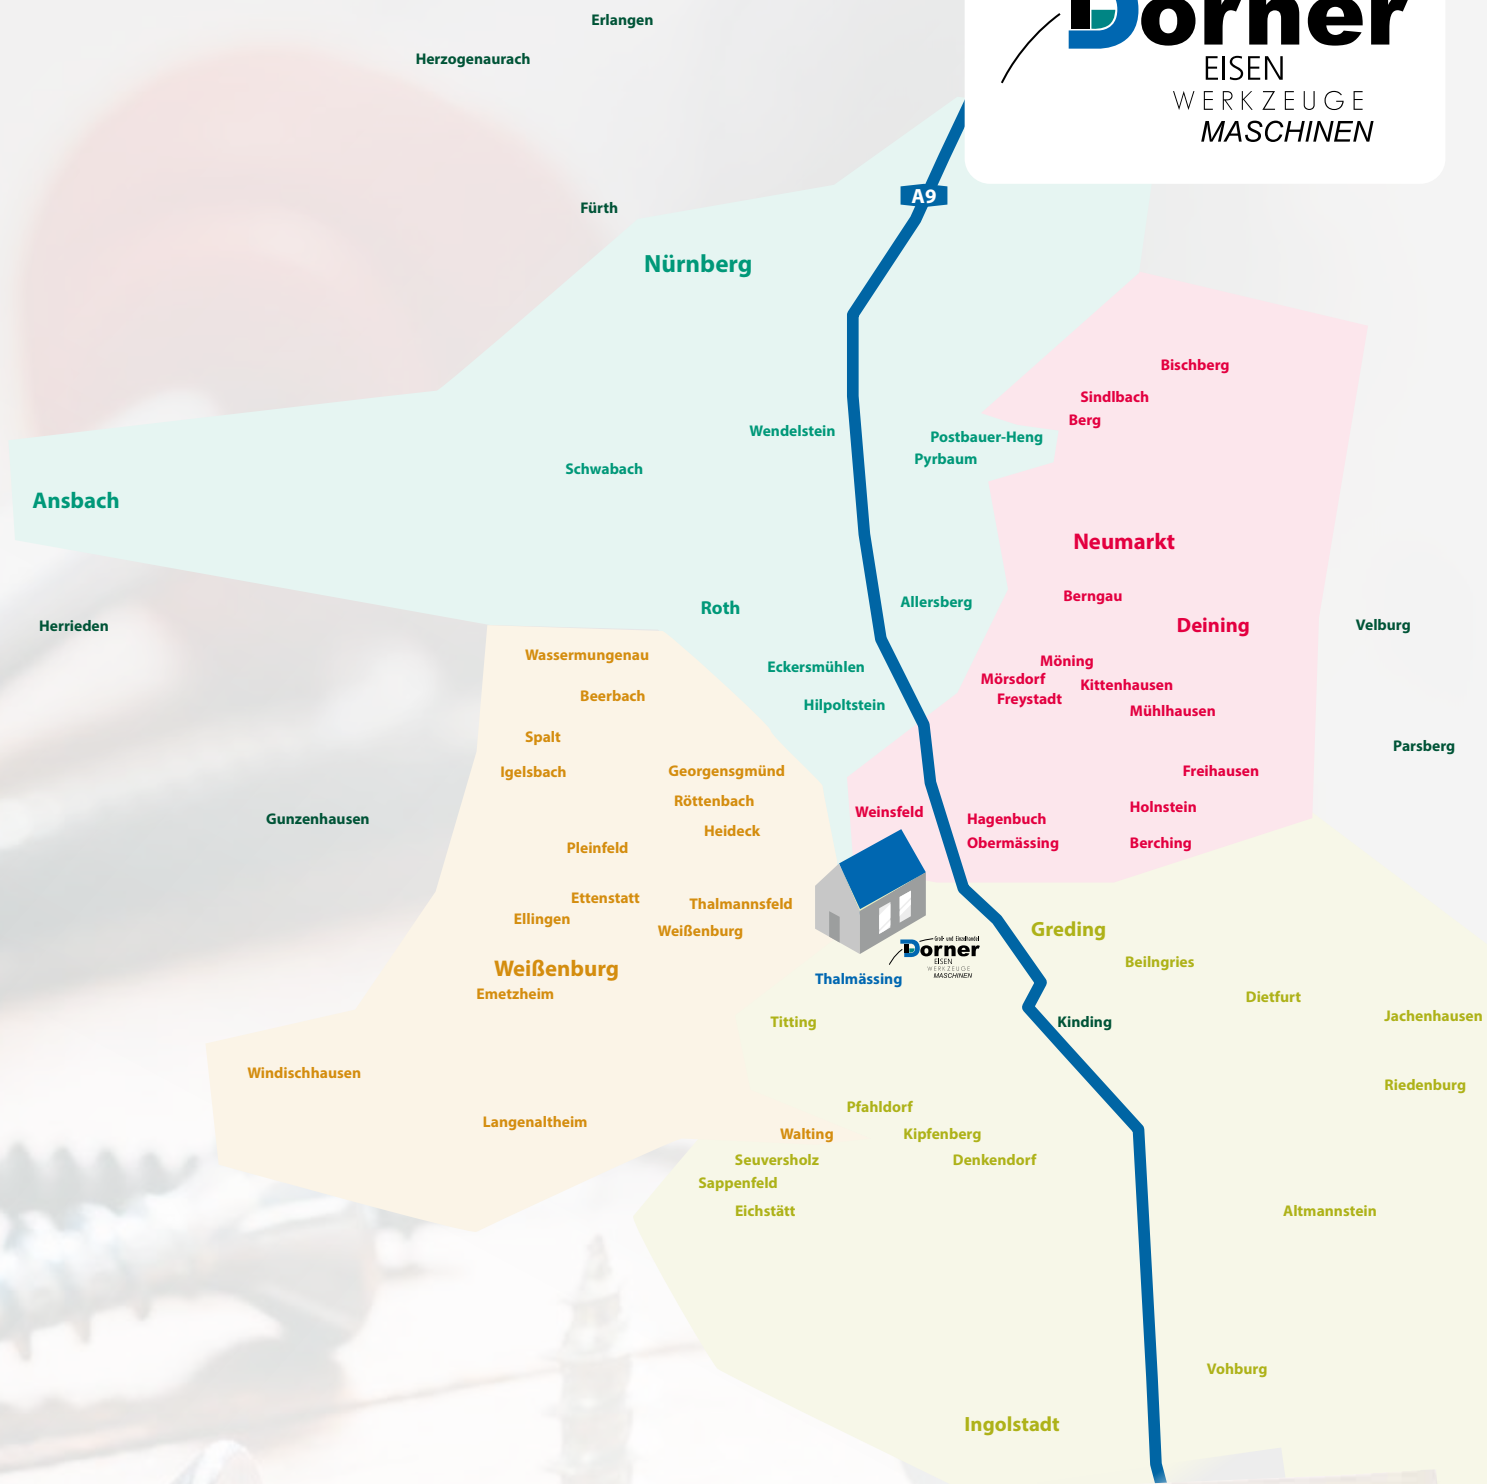 Erlangen
Dorner
Herzogenaurach
EISEN
WERKZEUGE
MASCHINEN
A9
Fürth
Nürnberg
Bischberg
Sindlbach
Berg
Wendelstein
Postbauer-Heng
Pyrbaum
Schwabach
Ansbach
Neumarkt
Berngau
Allersberg
Roth
Herrieden
Deining
Velburg
Wassermungenau
Möning
Eckersmühlen
Mörsdorf
Kittenhausen
Beerbach
Freystadt
Hilpoltstein
Mühlhausen
Spalt
Parsberg
Igelsbach
Georgensgmünd
Freihausen
Röttenbach
Holnstein
Weinsfeld
Gunzenhausen
Hagenbuch
Heideck
Pleinfeld
Obermässing
Berching
Ettenstatt
Thalmannsfeld
Ellingen
Weißenburg
Greding
Groß- und Einzelhandel
Dorner
EISEN
WERKZEUGE
MASCHINEN
Beilngries
Weißenburg
Thalmässing
Emetzheim
Dietfurt
Jachenhausen
Titting
Kinding
Windischhausen
Riedenburg
Pfahldorf
Langenaltheim
Walting
Kipfenberg
Seuversholz
Denkendorf
Sappenfeld
Eichstätt
Altmannstein
Vohburg
Ingolstadt